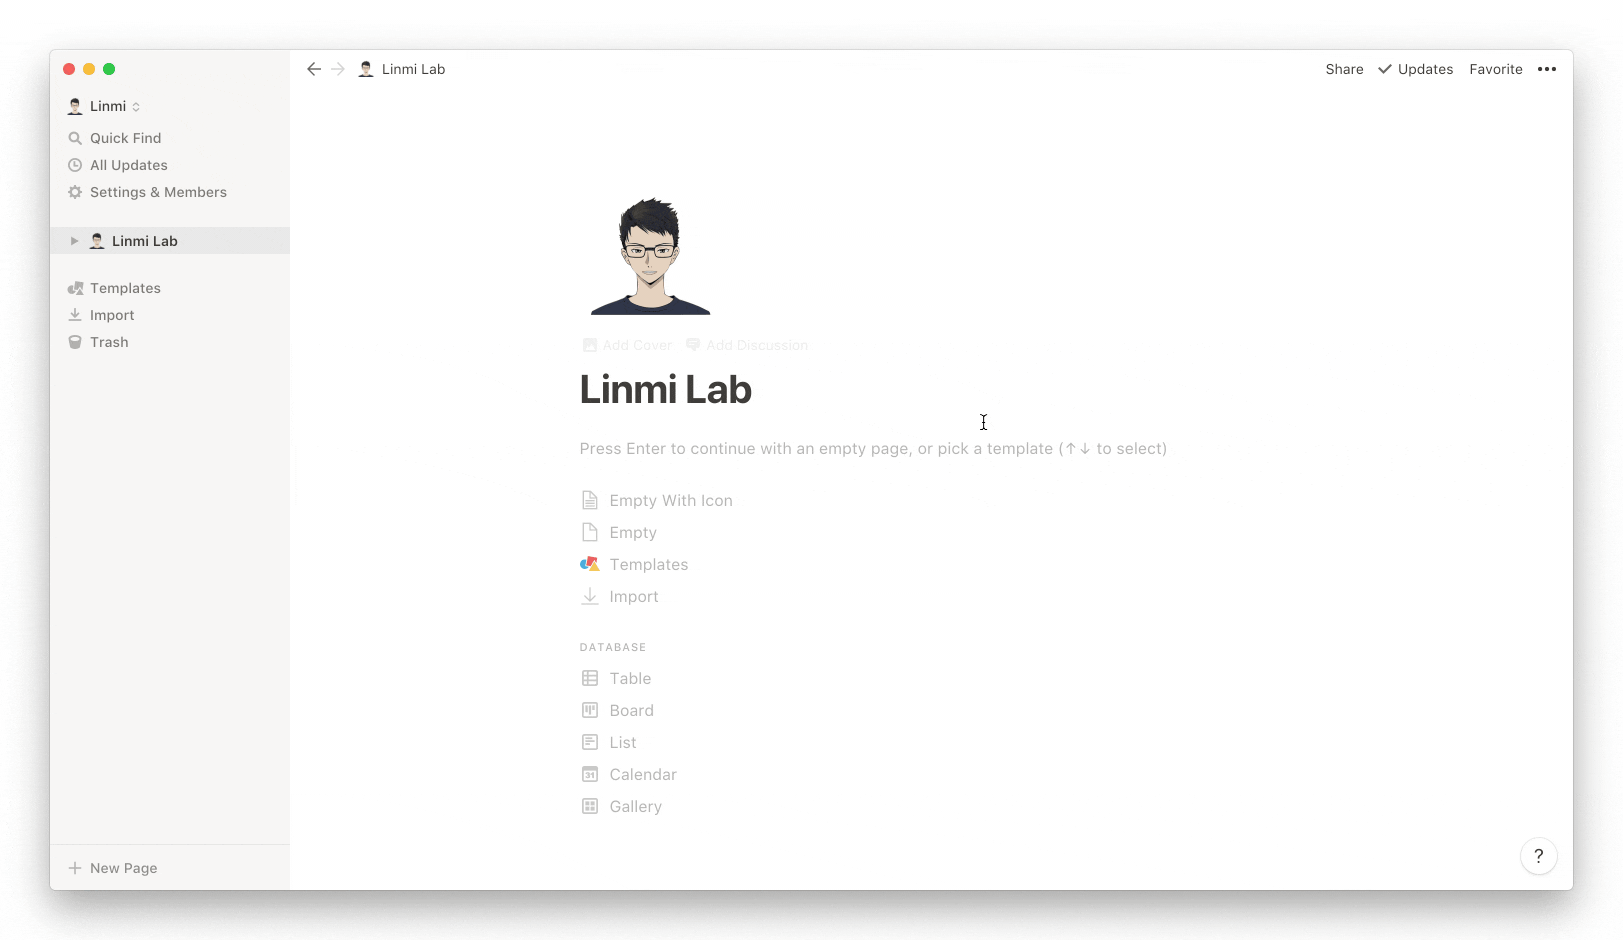 Linmi Lab
Share Updates Favorite •••
Linmi
Quick Find
All Updates
Settings & Members
Linmi Lab
Templates
Import
Trash
New Page
Add Cover Add Discussion
Linmi Lab
Press Enter to continue with an empty page, or pick a template (↑↓ to select)
Empty With Icon
Empty
Templates
Import
DATABASE
Table
Board
List
31 Calendar
Gallery
?